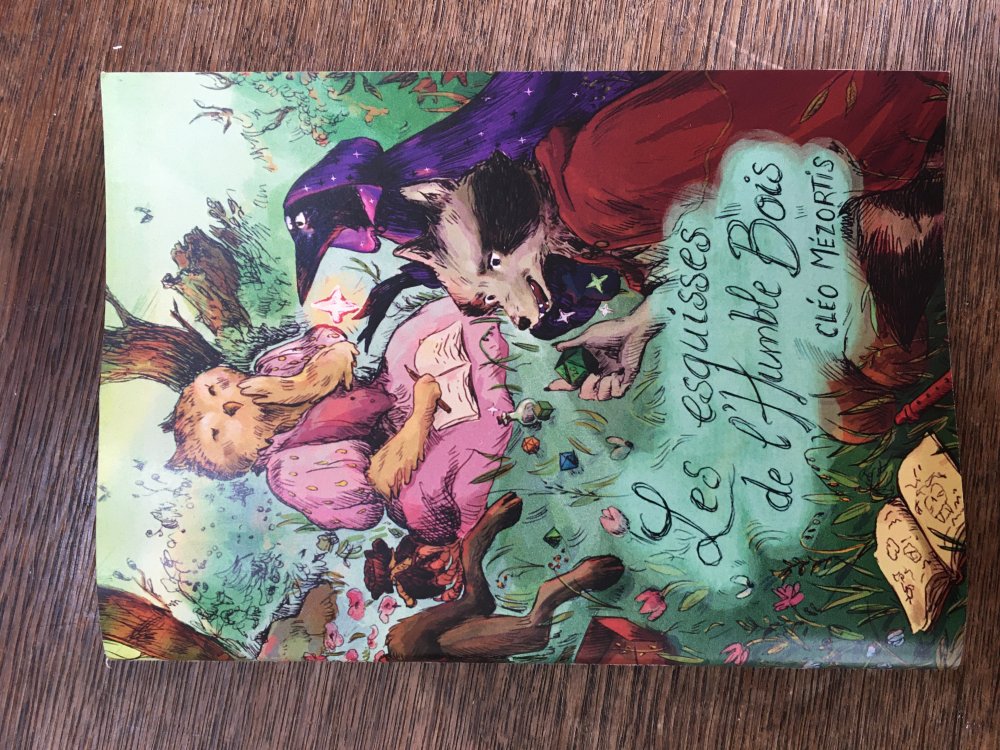 Les esquisses
de l'Humble Bois
CLÉO MEZORTIS